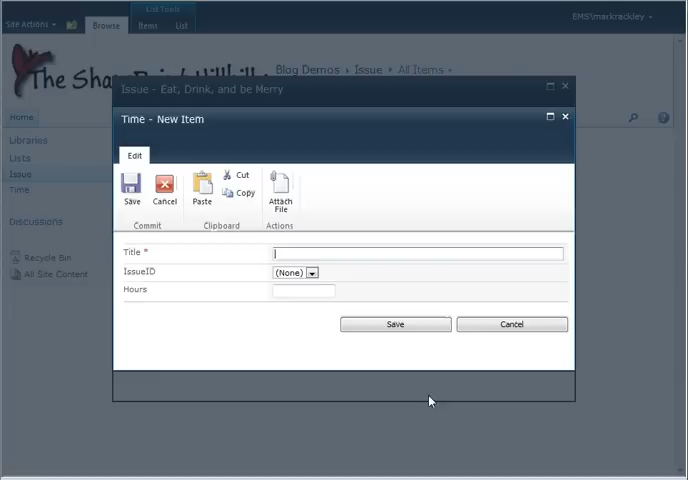 Site Actions
Browse
List Tools
Items
List
EMS\markrackley
The Sha
Blog Demos
Issue
All Items
Issue - Eat, Drink, and be Merry
Time - New Item
Home
Edit
Libraries
Lists
Issue
Time
Discussions
Recycle Bin
All Site Content
Save
Cancel
Paste
Cut
Copy
Attach
File
Commit
Clipboard
Actions
Title *
IssueID
(None)
Hours
Save
Cancel